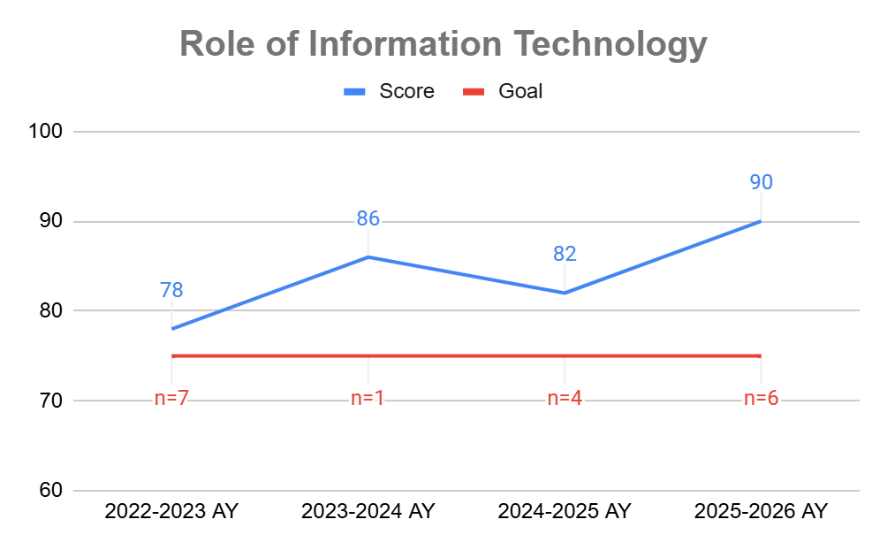 Role of Information Technology
Score Goal
100
90
80
70
60
78
86
82
90
n=7
n=1
n=4
n=6
2022-2023 AY
2023-2024 AY
2024-2025 AY
2025-2026 AY